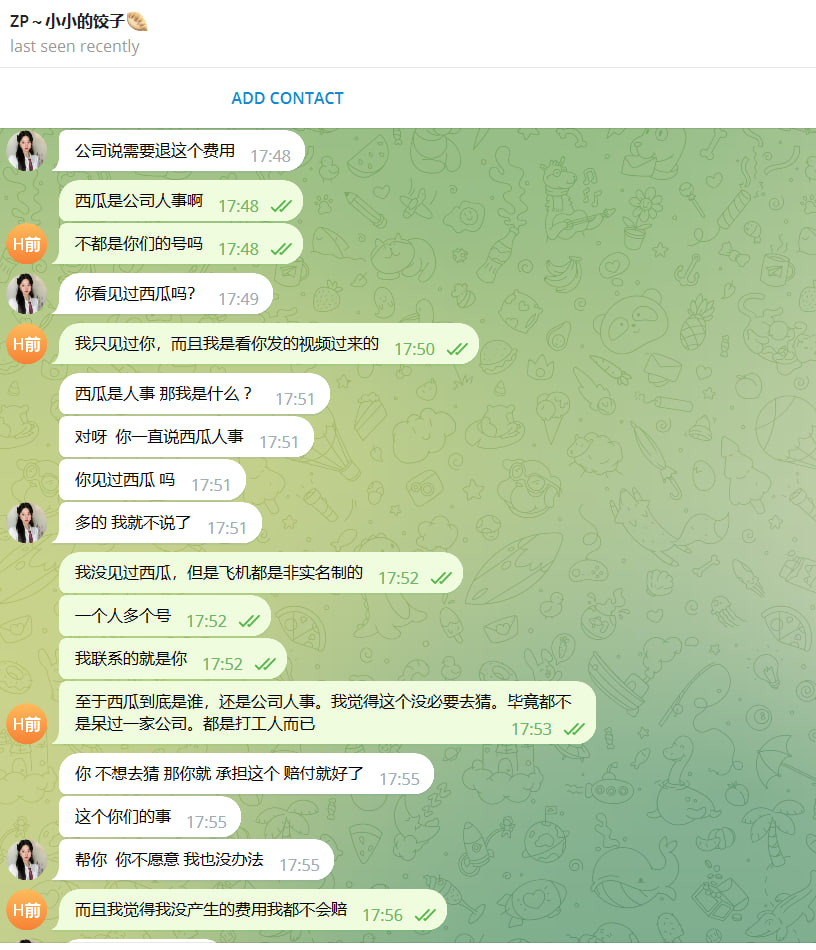 ZP ~ 小小的饺子🥟
last seen recently
ADD CONTACT
公司说需要退这个费用 17:48
西瓜是公司人事啊 17:48
不都是你们的号吗 17:48
H前
你看见过西瓜吗? 17:49
我只见过你，而且我是看你发的视频过来的 17:50
H前
西瓜是人事 那我是什么 ? 17:51
对呀 你一直说西瓜人事 17:51
你见过西瓜 吗 17:51
多的 我就不说了 17:51
我没见过西瓜，但是飞机都是非实名制的 17:52
一个人多个号 17:52
我联系的就是你 17:52
至于西瓜到底是谁，还是公司人事。我觉得这个没必要去猜。毕竟都不
是呆过一家公司。都是打工人而已 17:53
H前
你 不想去猜 那你就 承担这个 赔付就好了 17:55
这个你们的事 17:55
帮你 你不愿意 我也没办法 17:55
而且我觉得我没产生的费用我都不会赔 17:56
H前